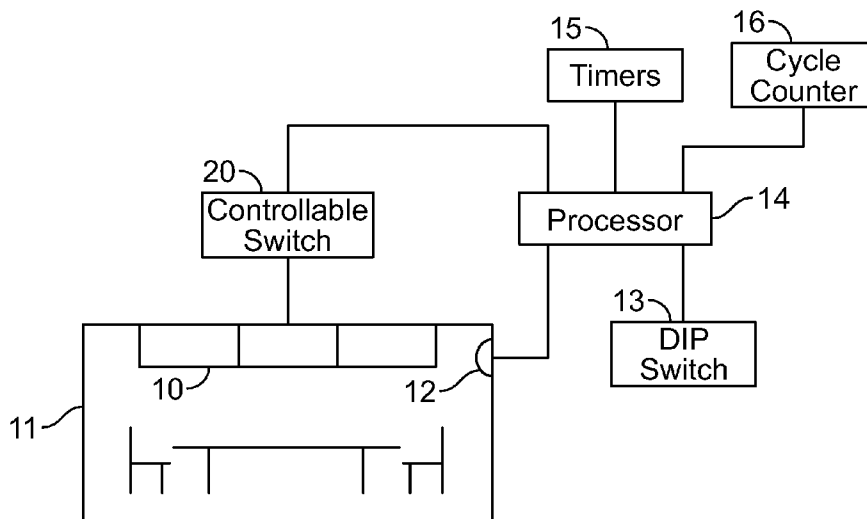 15
Timers
16
Cycle
Counter
20
Controllable
Switch
Processor
14
13
DIP
Switch
10
12
11